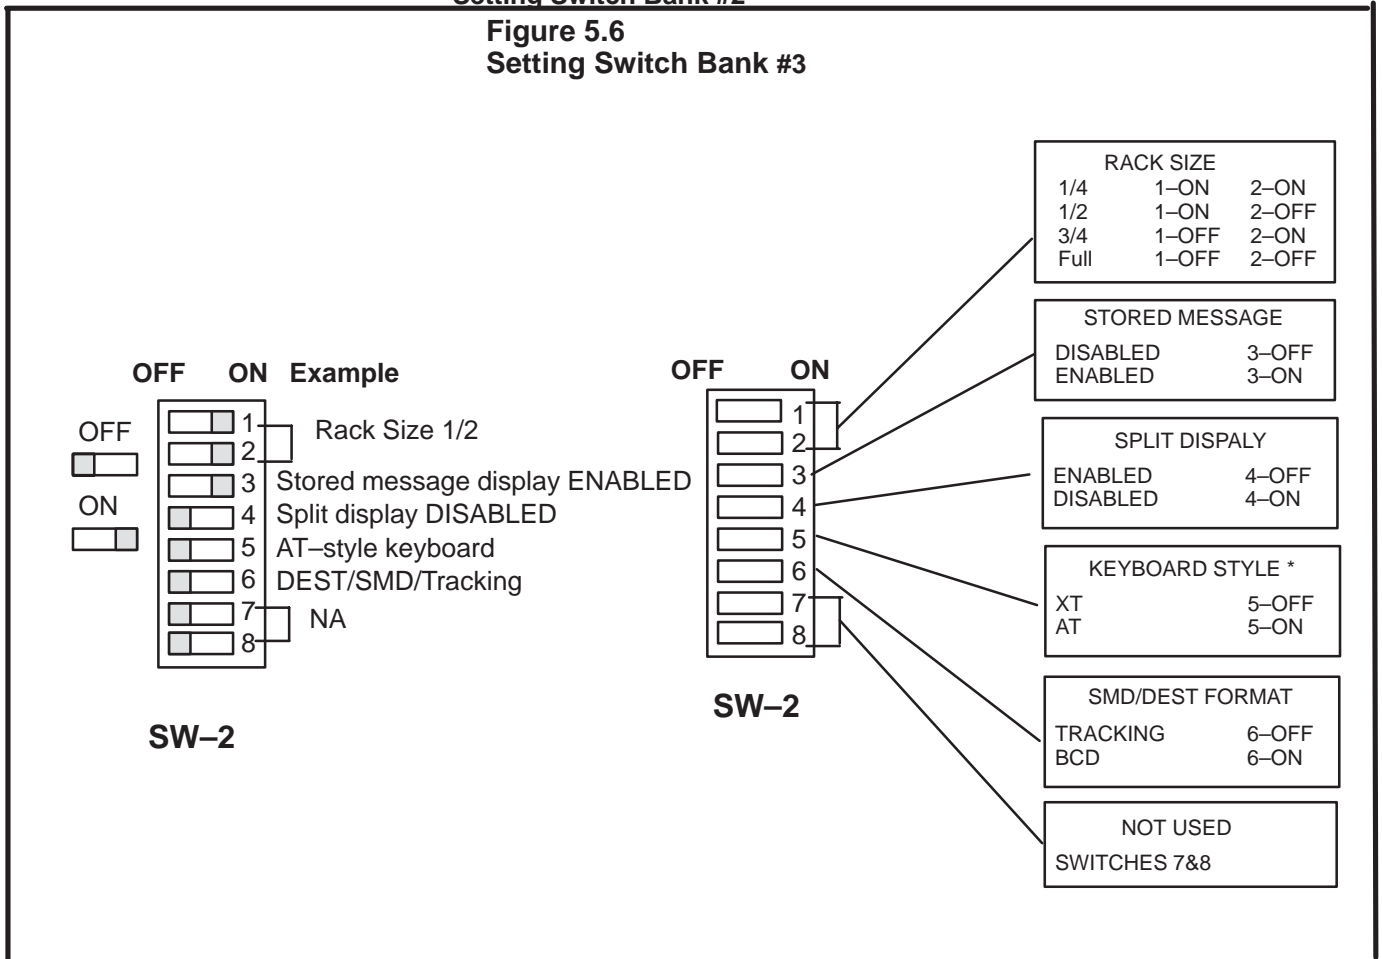 Setting Switch Bank #2
Figure 5.6
Setting Switch Bank #3
OFF ON Example
OFF
ON
1
2
3
4
5
6
7
8
Rack Size 1/2
Stored message display ENABLED
Split display DISABLED
AT–style keyboard
DEST/SMD/Tracking
NA
SW–2
OFF ON
1
2
3
4
5
6
7
8
SW–2
RACK SIZE
1/4 1–ON 2–ON
1/2 1–ON 2–OFF
3/4 1–OFF 2–ON
Full 1–OFF 2–OFF
STORED MESSAGE
DISABLED 3–OFF
ENABLED 3–ON
SPLIT DISPALY
ENABLED 4–OFF
DISABLED 4–ON
KEYBOARD STYLE *
XT 5–OFF
AT 5–ON
SMD/DEST FORMAT
TRACKING 6–OFF
BCD 6–ON
NOT USED
SWITCHES 7&8